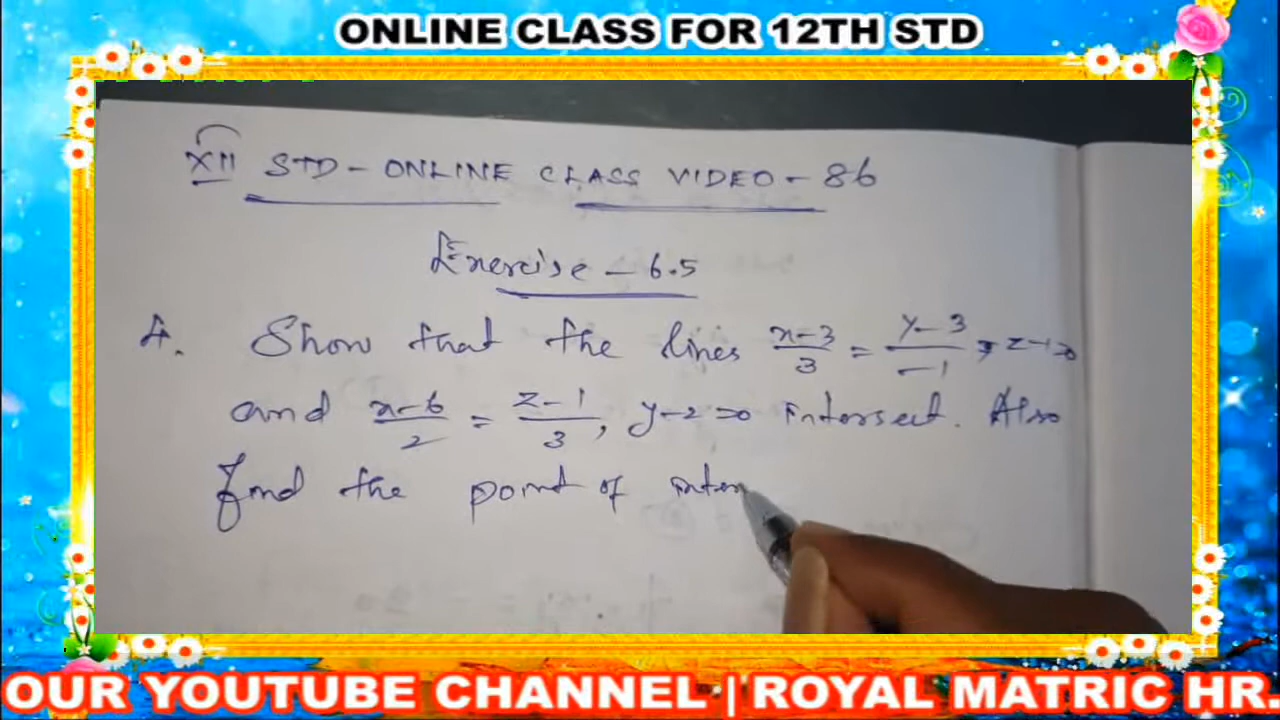 ONLINE CLASS FOR 12TH STD
XII STD - ONLINE CLASS VIDEO - 86
Exercise - 6.5
4. Show that the lines x-3/3 = y-3/-1, z-1=0
and x-6/2 = z-1/3, y-2=0 intersect. Also
find the point of inter
OUR YOUTUBE CHANNEL | ROYAL MATRIC HR.